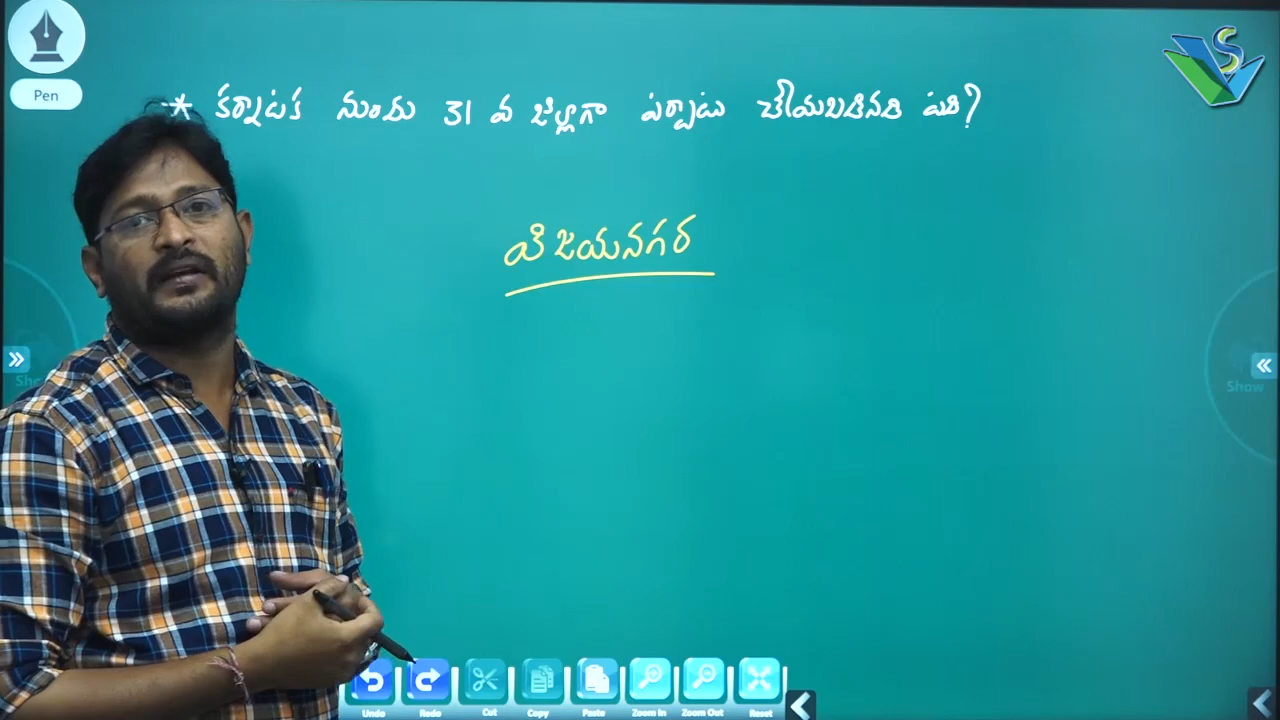 Pen
* కర్నాటక నుందు 31 వ జిల్లాగా ఏర్పాటు చేయబడినది ఏది?
విజయనగర
Show
Undo
Redo
Cut
Copy
Paste
Zoom In
Zoom Out
Reset